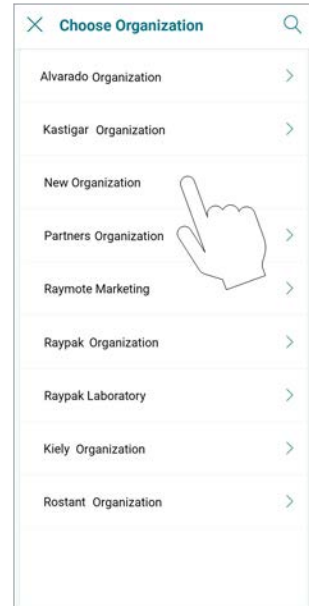 Choose Organization
Alvarado Organization
Kastigar Organization
New Organization
Partners Organization
Raymote Marketing
Raypak Organization
Raypak Laboratory
Kiely Organization
Rostant Organization